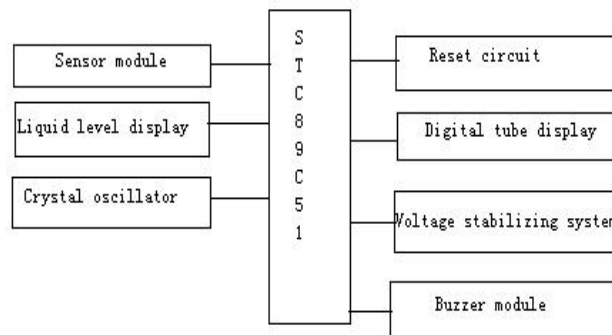 Sensor module
Liquid level display
Crystal oscillator
S
T
C
8
9
C
5
1
Reset circuit
Digital tube display
Voltage stabilizing system
Buzzer module